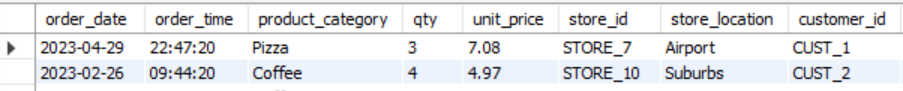 order_date order_time product_category qty unit_price store_id store_location customer_id
2023-04-29 22:47:20 Pizza 3 7.08 STORE_7 Airport CUST_1
2023-02-26 09:44:20 Coffee 4 4.97 STORE_10 Suburbs CUST_2